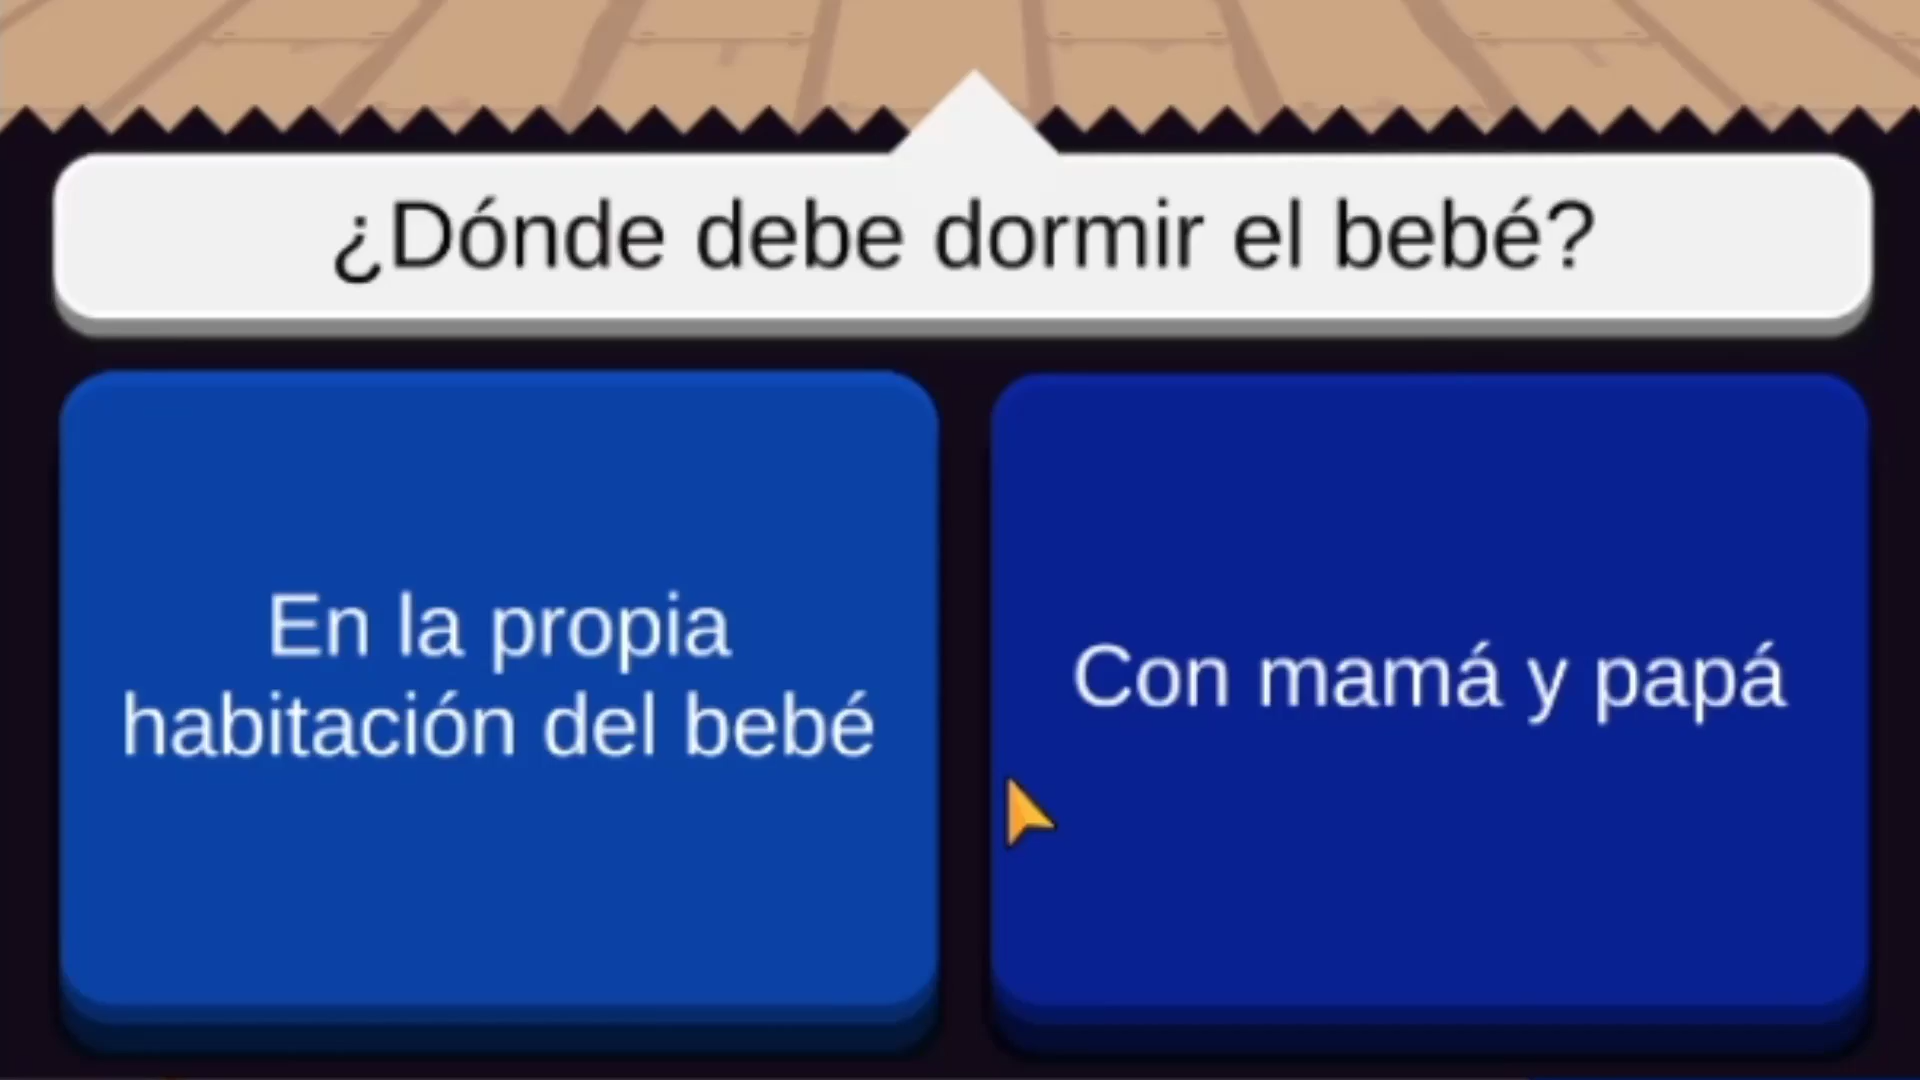 ¿Dónde debe dormir el bebé?
En la propia
habitación del bebé
Con mamá y papá